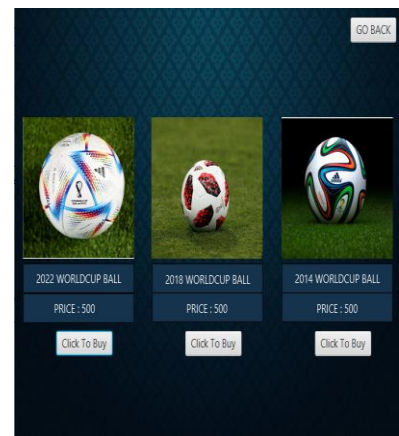 GO BACK
2022 WORLDCUP BALL
2018 WORLDCUP BALL
2014 WORLDCUP BALL
PRICE : 500
PRICE : 500
PRICE : 500
Click To Buy
Click To Buy
Click To Buy
adidas